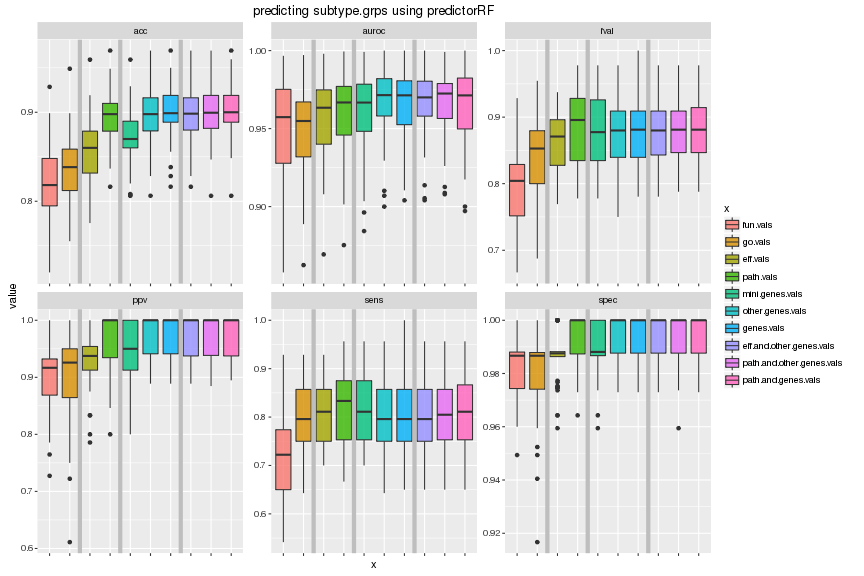 predicting subtype.grps using predictorRF
acc
auroc
fval
0.9
0.8
1.00
0.95
0.90
1.0
0.9
0.8
0.7
value
ppv
sens
spec
1.0
0.9
0.8
0.7
0.6
1.0
0.9
0.8
0.7
0.6
1.00
0.98
0.96
0.94
0.92
x
x
fun.vals
go.vals
eff.vals
path.vals
mini.genes.vals
other.genes.vals
genes.vals
eff.and.other.genes.vals
path.and.other.genes.vals
path.and.genes.vals